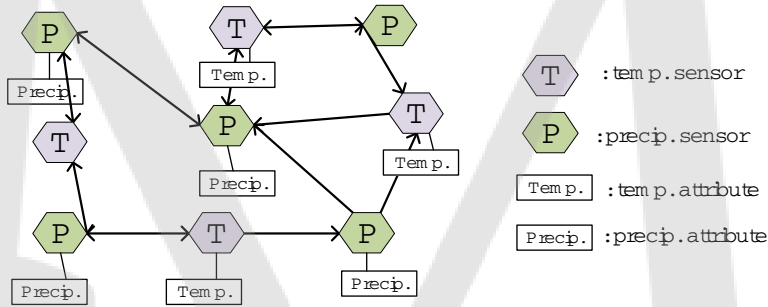 P
T
P
Precip.
Temp.
T
P
T
Temp.
Precip.
P
T
P
Precip.
Temp.
Precip.
T :temp.sensor
P :precip.sensor
Temp. :temp.attribute
Precip. :precip.attribute